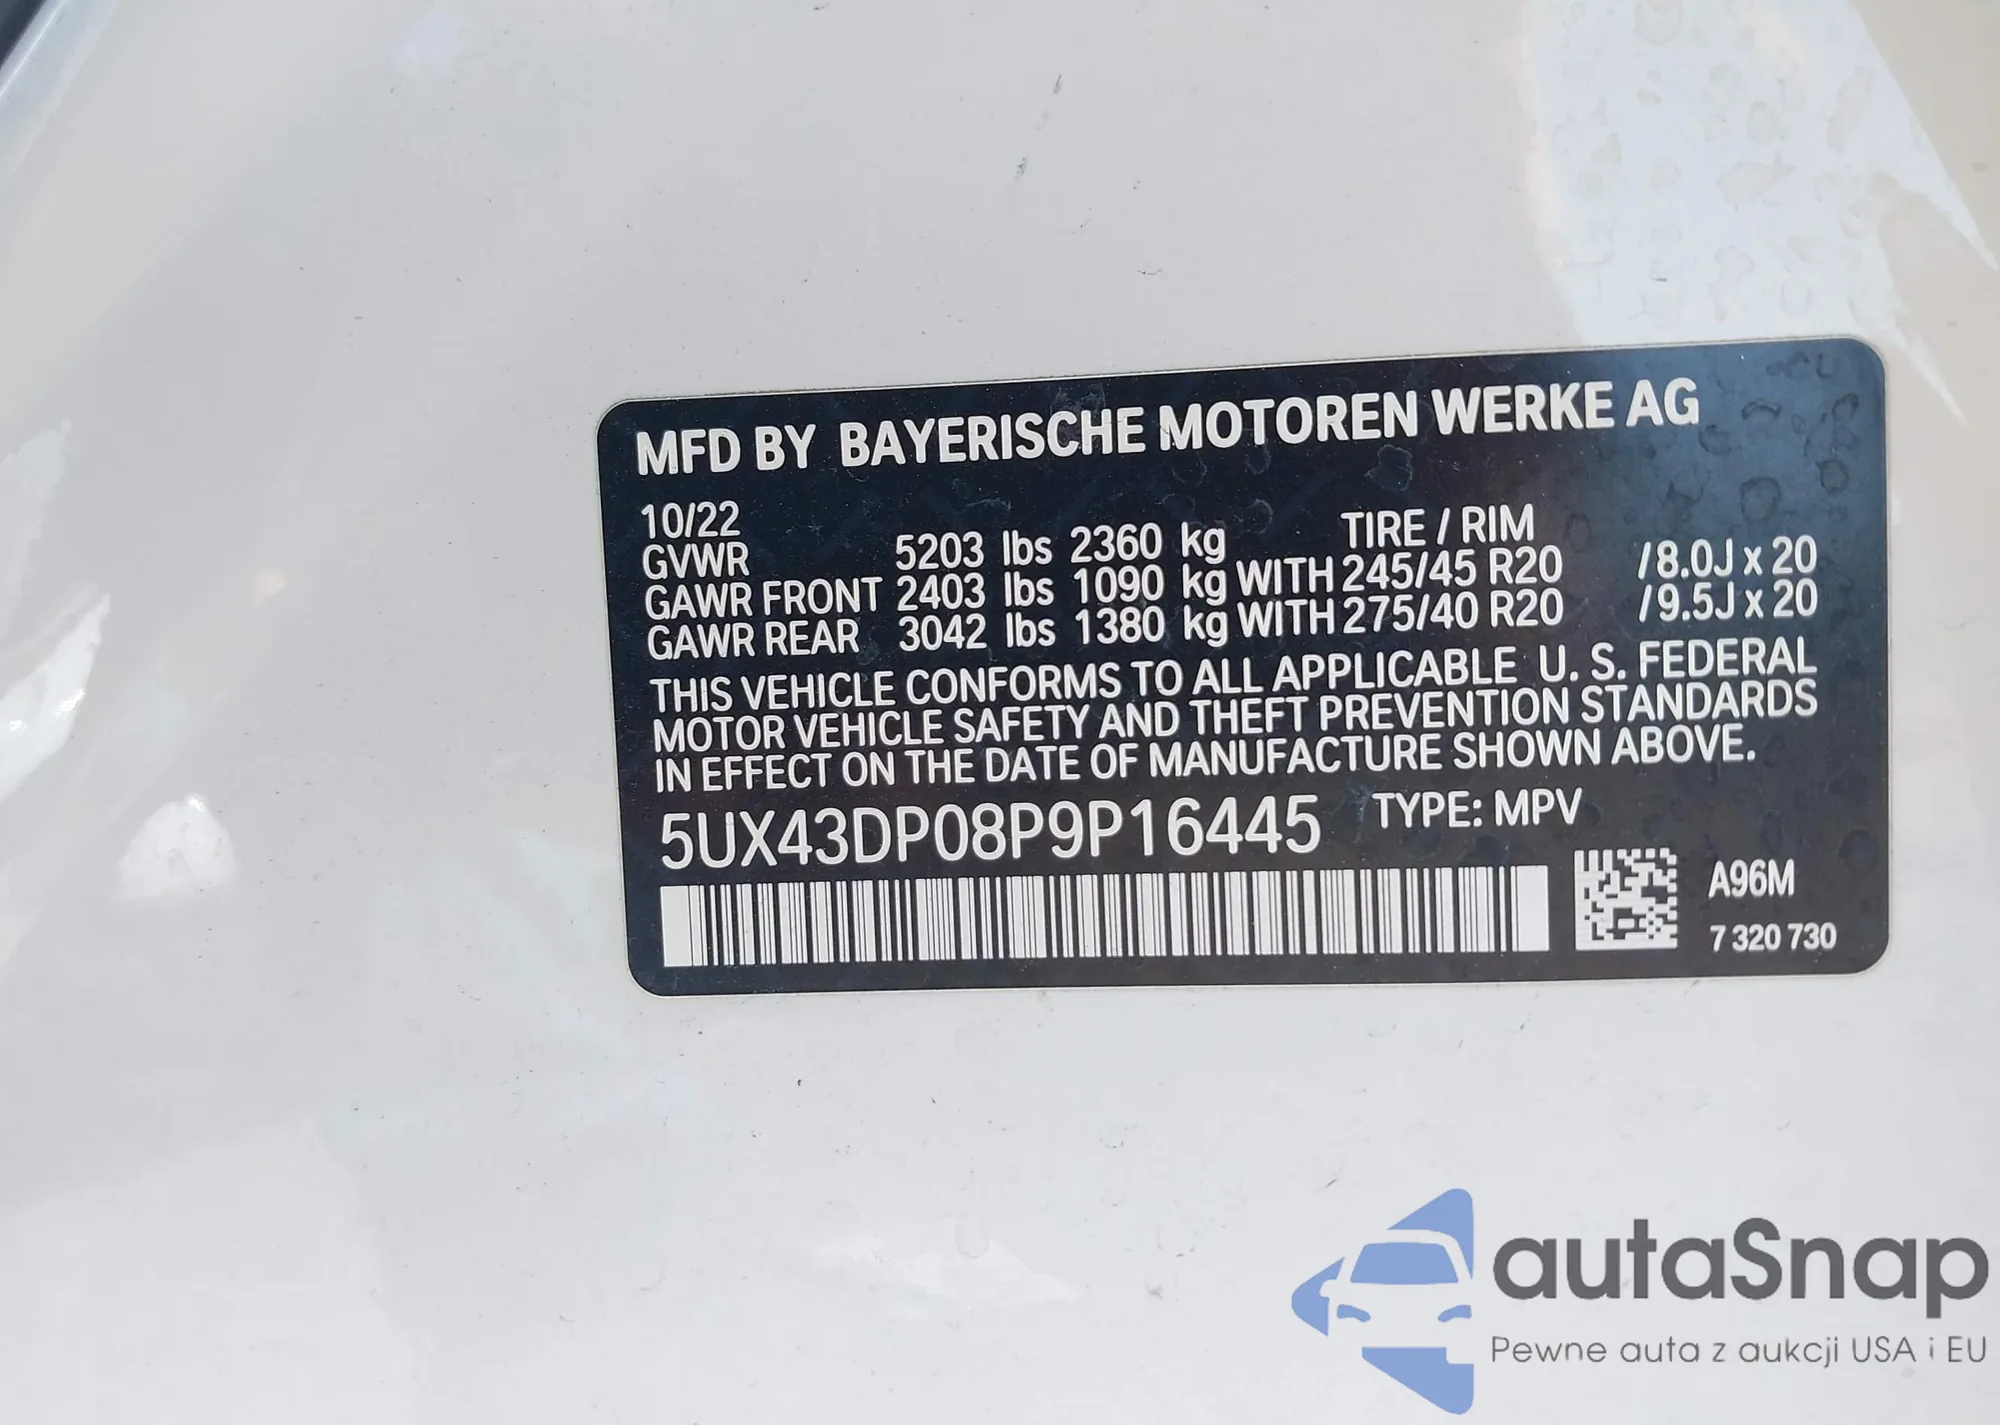 MFD BY BAYERISCHE MOTOREN WERKE AG
10/22 TIRE / RIM
GVWR 5203 lbs 2360 kg
GAWR FRONT 2403 lbs 1090 kg WITH 245/45 R20 /8.0J x 20
GAWR REAR 3042 lbs 1380 kg WITH 275/40 R20 /9.5J x 20
THIS VEHICLE CONFORMS TO ALL APPLICABLE U. S. FEDERAL
MOTOR VEHICLE SAFETY AND THEFT PREVENTION STANDARDS
IN EFFECT ON THE DATE OF MANUFACTURE SHOWN ABOVE.
5UX43DP08P9P16445 TYPE: MPV
A96M
7 320 730
autaSnap
Pewne auta z aukcji USA i EU